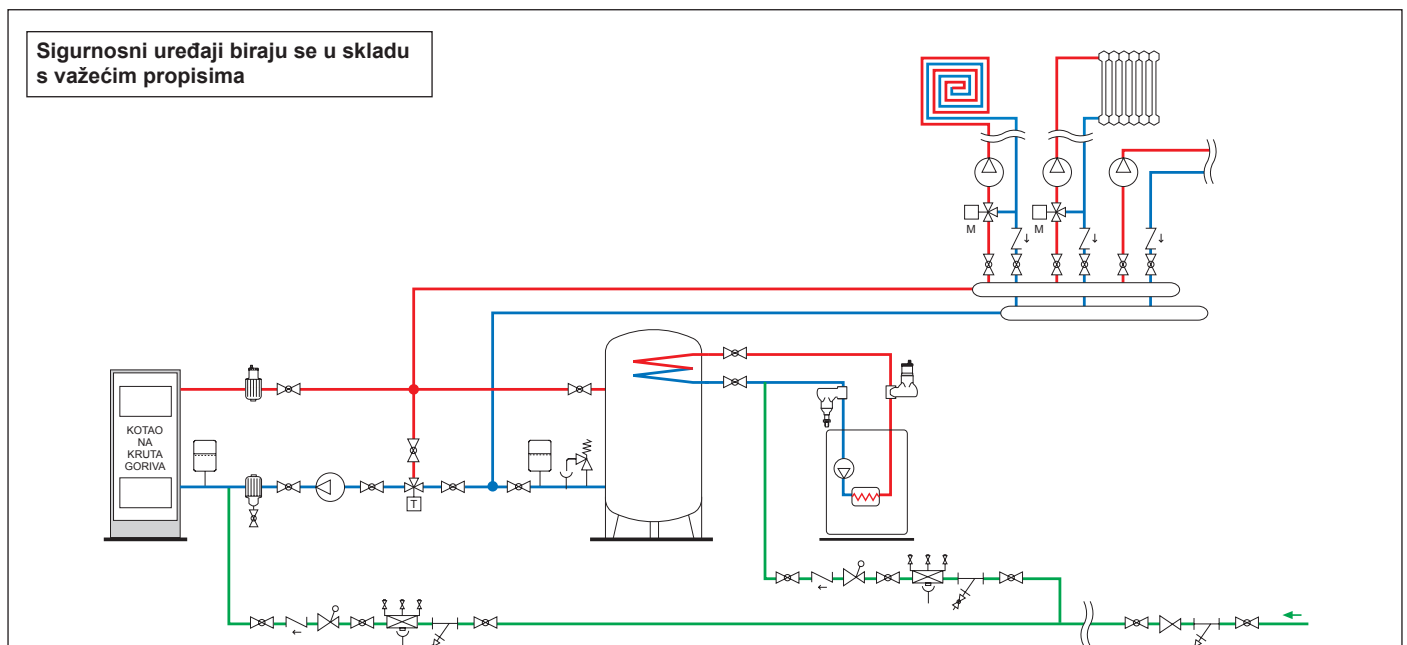 Sigurnosni uređaji biraju se u skladu
s važećim propisima
M
M
KOTAO
NA
KRUTA
GORIVA
T